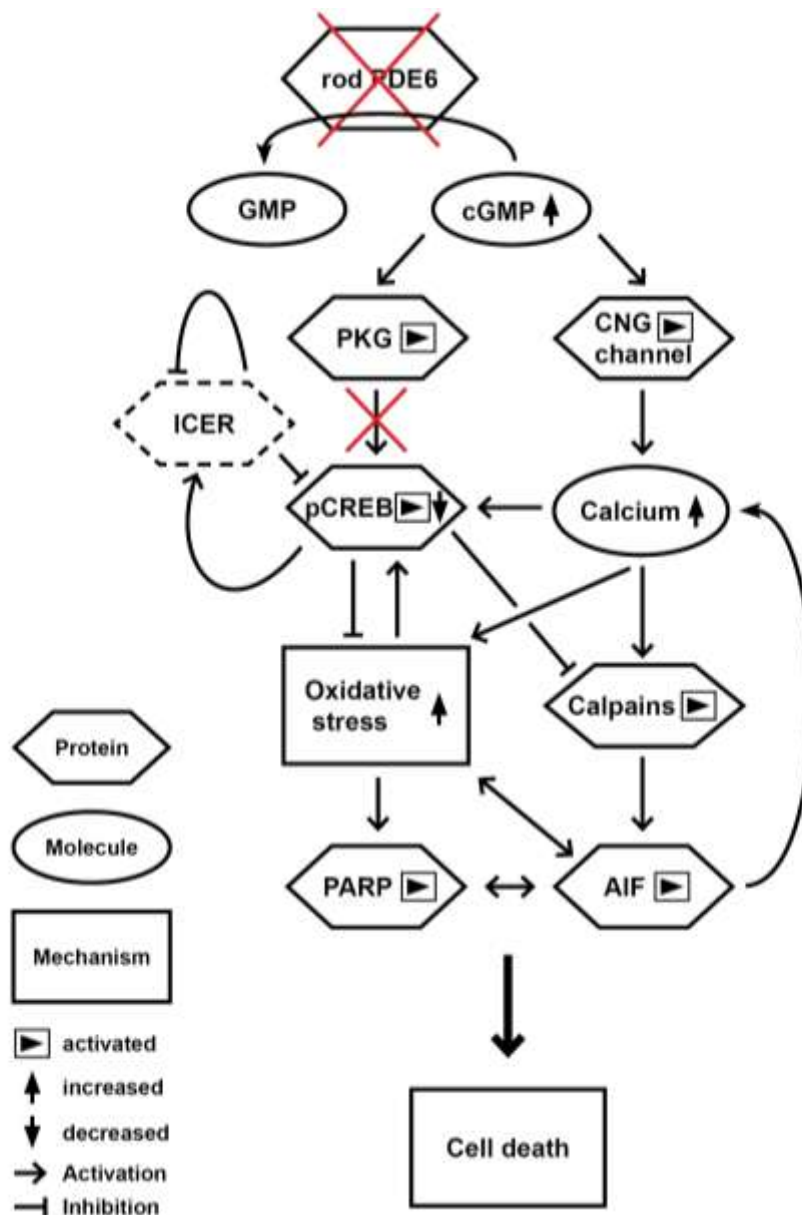 rod PDE6
GMP
cGMP
PKG
CNG
channel
ICER
pCREB
Calcium
Oxidative
stress
Calpains
Protein
Molecule
PARP
AIF
Mechanism
activated
increased
decreased
Activation
Inhibition
Cell death